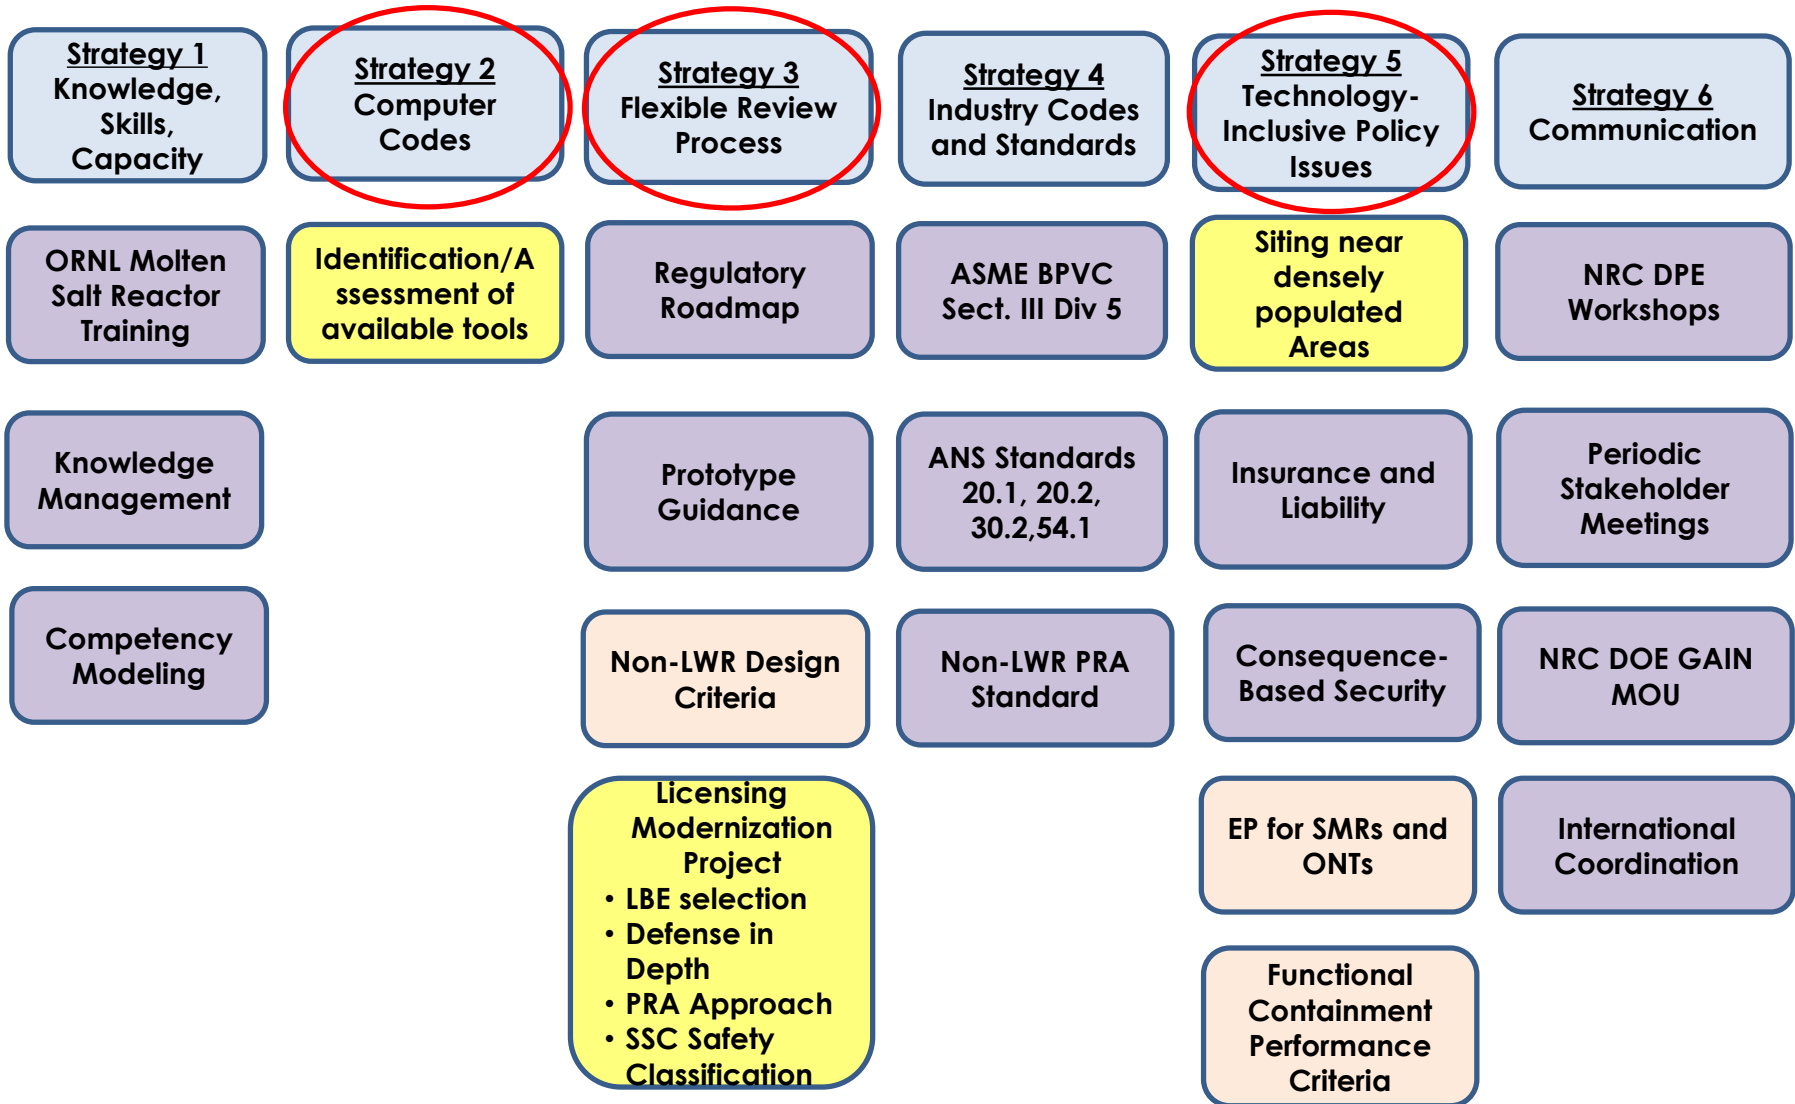 Strategy 1
Knowledge,
Skills,
Capacity
Strategy 2
Computer
Codes
Strategy 3
Flexible Review
Process
Strategy 4
Industry Codes
and Standards
Strategy 5
Technology-
Inclusive Policy
Issues
Strategy 6
Communication
ORNL Molten
Salt Reactor
Training
Identification/A
ssessment of
available tools
Regulatory
Roadmap
ASME BPVC
Sect. III Div 5
Siting near
densely
populated
Areas
NRC DPE
Workshops
Knowledge
Management
Prototype
Guidance
ANS Standards
20.1, 20.2,
30.2,54.1
Insurance and
Liability
Periodic
Stakeholder
Meetings
Competency
Modeling
Non-LWR Design
Criteria
Non-LWR PRA
Standard
Consequence-
Based Security
NRC DOE GAIN
MOU
Licensing
Modernization
Project
• LBE selection
• Defense in
Depth
• PRA Approach
• SSC Safety
Classification
EP for SMRs and
ONTs
International
Coordination
Functional
Containment
Performance
Criteria